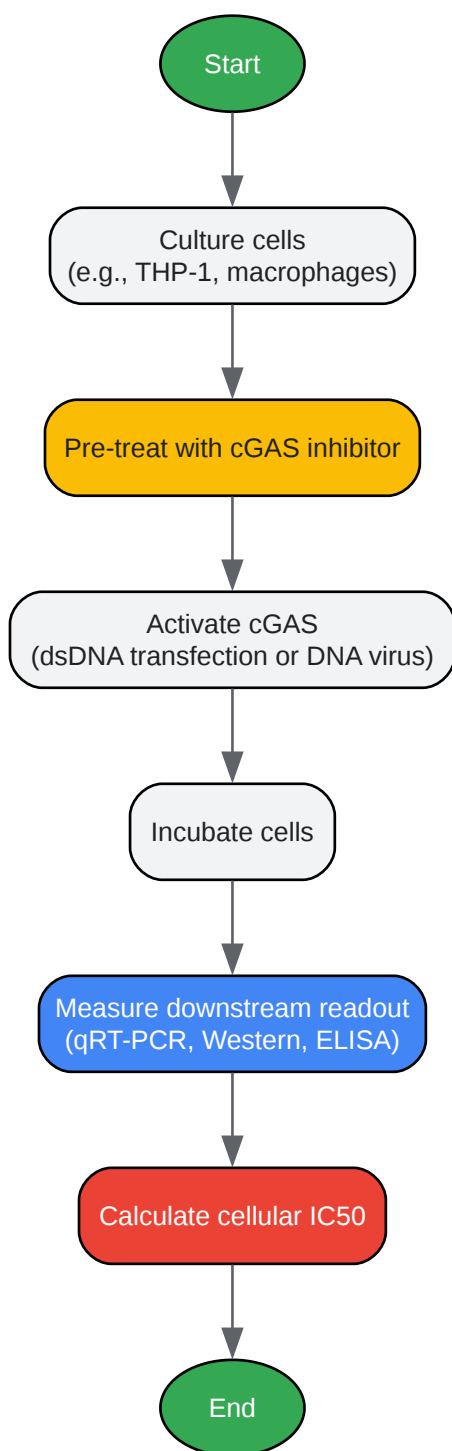 Start
Culture cells
(e.g., THP-1, macrophages)
Pre-treat with cGAS inhibitor
Activate cGAS
(dsDNA transfection or DNA virus)
Incubate cells
Measure downstream readout
(qRT-PCR, Western, ELISA)
Calculate cellular IC50
End